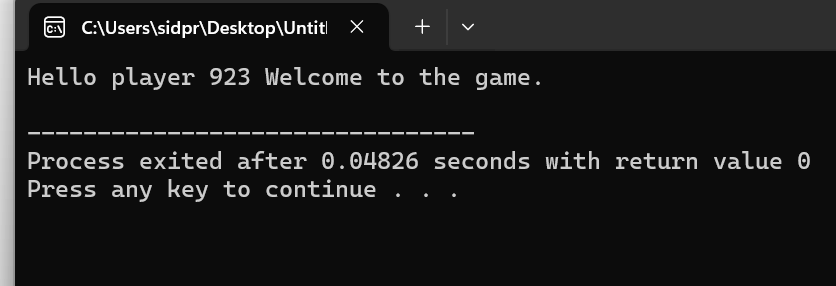 C:\Users\sidpr\Desktop\Untitl
Hello player 923 Welcome to the game.
--------------------------------
Process exited after 0.04826 seconds with return value 0
Press any key to continue . . .